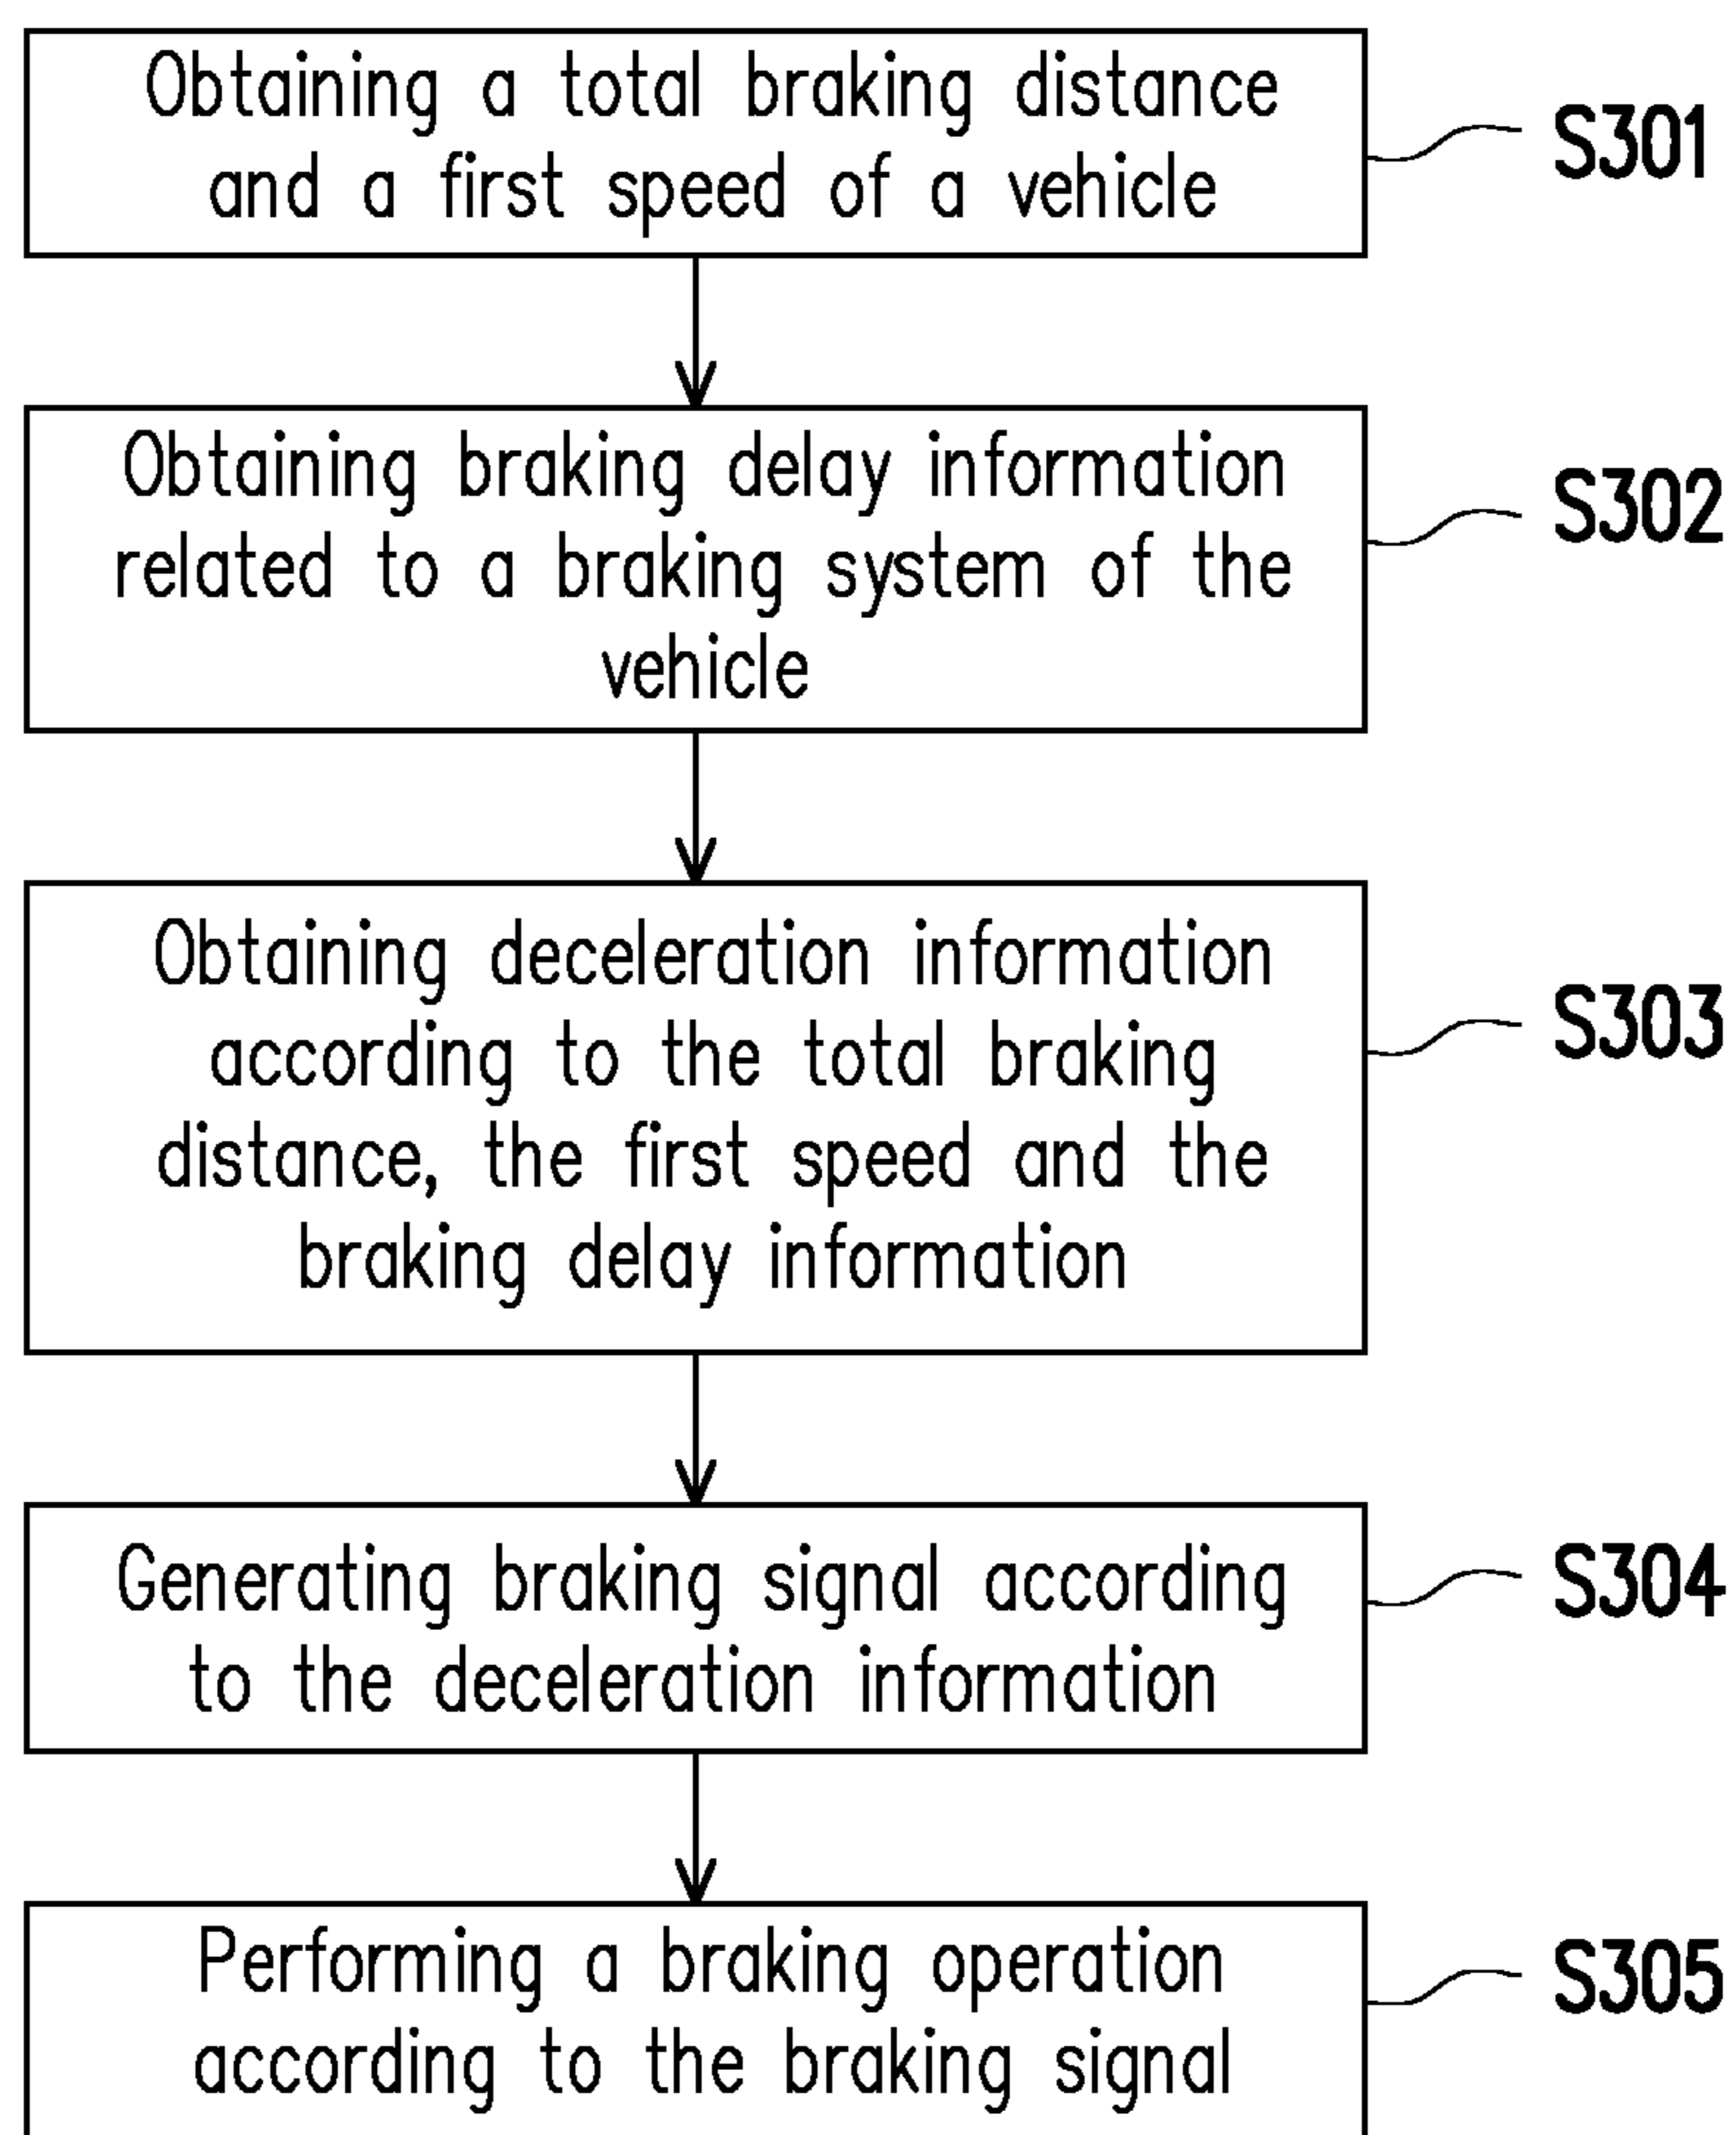 Obtaining a total braking distance
and a first speed of a vehicle
S301
Obtaining braking delay information
related to a braking system of the
vehicle
S302
Obtaining deceleration information
according to the total braking
distance, the first speed and the
braking delay information
S303
Generating braking signal according
to the deceleration information
S304
Performing a braking operation
according to the braking signal
S305